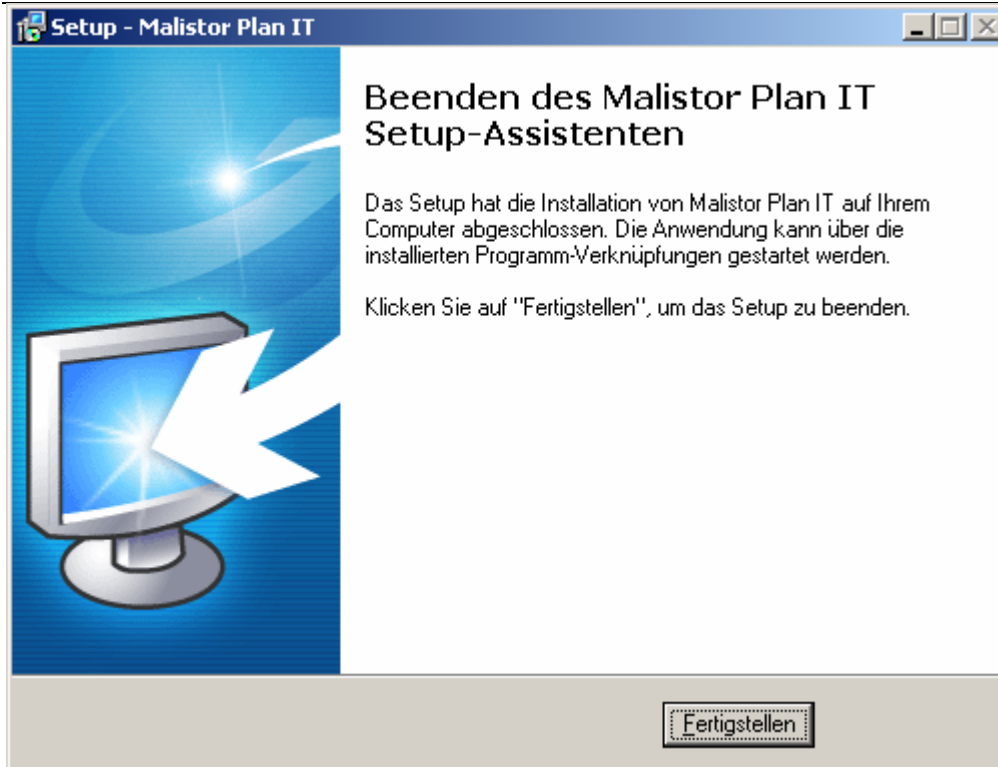 Setup - Malistor Plan IT
Beenden des Malistor Plan IT
Setup-Assistenten
Das Setup hat die Installation von Malistor Plan IT auf Ihrem
Computer abgeschlossen. Die Anwendung kann über die
installierten Programm-Verknüpfungen gestartet werden.
Klicken Sie auf "Fertigstellen", um das Setup zu beenden.
Fertigstellen